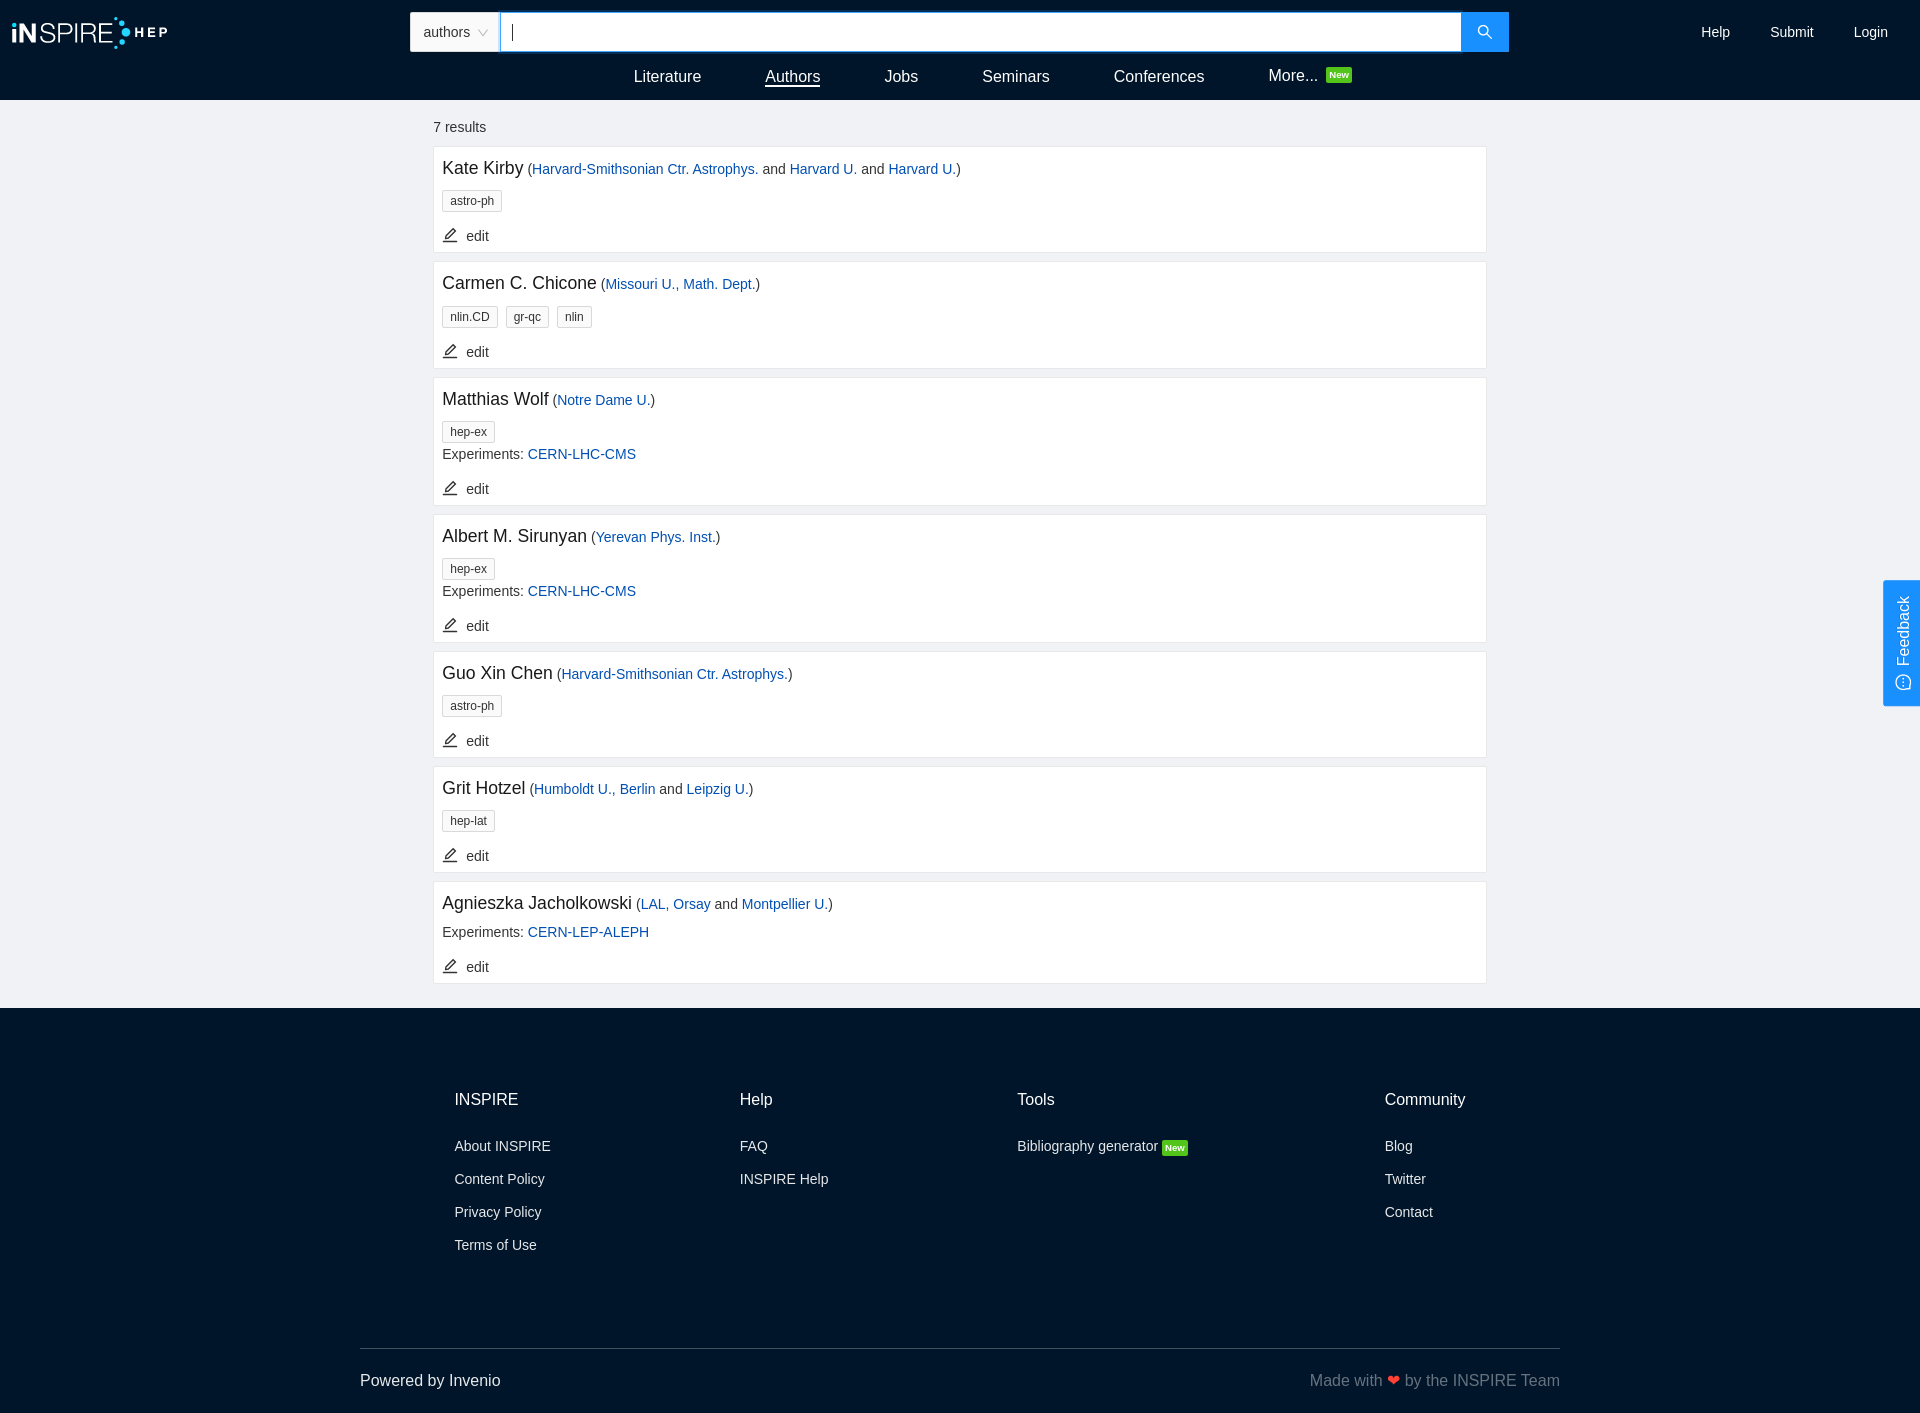 iNSPIRE HEP
authors
Help Submit Login
Literature Authors Jobs Seminars Conferences More... New
7 results
Kate Kirby (Harvard-Smithsonian Ctr. Astrophys. and Harvard U. and Harvard U.)
astro-ph
edit
Carmen C. Chicone (Missouri U., Math. Dept.)
nlin.CD gr-qc nlin
edit
Matthias Wolf (Notre Dame U.)
hep-ex
Experiments: CERN-LHC-CMS
edit
Albert M. Sirunyan (Yerevan Phys. Inst.)
hep-ex
Experiments: CERN-LHC-CMS
edit
Guo Xin Chen (Harvard-Smithsonian Ctr. Astrophys.)
astro-ph
edit
Grit Hotzel (Humboldt U., Berlin and Leipzig U.)
hep-lat
edit
Agnieszka Jacholkowski (LAL, Orsay and Montpellier U.)
Experiments: CERN-LEP-ALEPH
edit
Feedback
INSPIRE
About INSPIRE
Content Policy
Privacy Policy
Terms of Use
Help
FAQ
INSPIRE Help
Tools
Bibliography generator New
Community
Blog
Twitter
Contact
Powered by Invenio
Made with ❤ by the INSPIRE Team